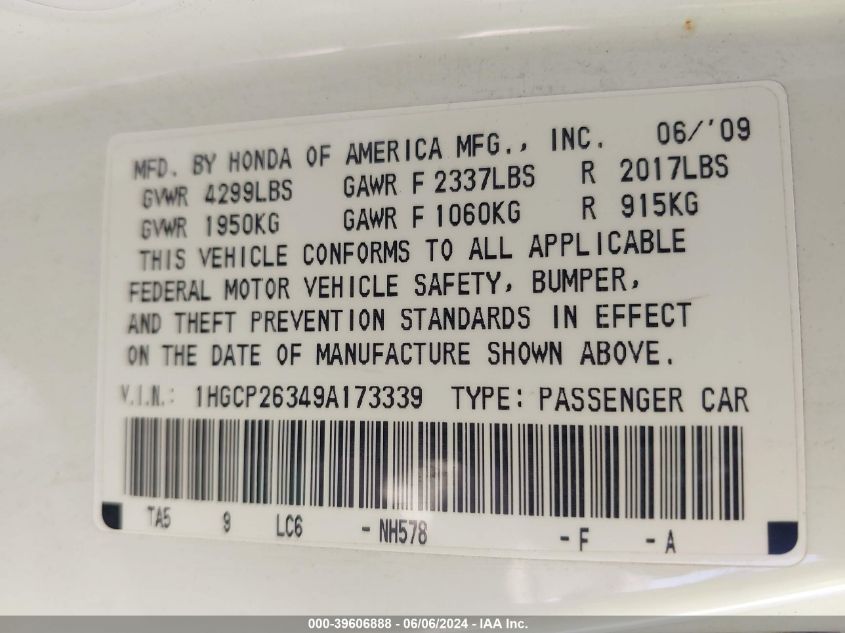 MFD. BY HONDA OF AMERICA MFG., INC. 06/'09
GVWR 4299LBS GAWR F 2337LBS R 2017LBS
GVWR 1950KG GAWR F 1060KG R 915KG
THIS VEHICLE CONFORMS TO ALL APPLICABLE
FEDERAL MOTOR VEHICLE SAFETY, BUMPER,
AND THEFT PREVENTION STANDARDS IN EFFECT
ON THE DATE OF MANUFACTURE SHOWN ABOVE.
V.I.N.: 1HGCP26349A173339 TYPE: PASSENGER CAR
TA5 9 LC6 - NH578 - F - A
000-39606888 - 06/06/2024 - IAA Inc.